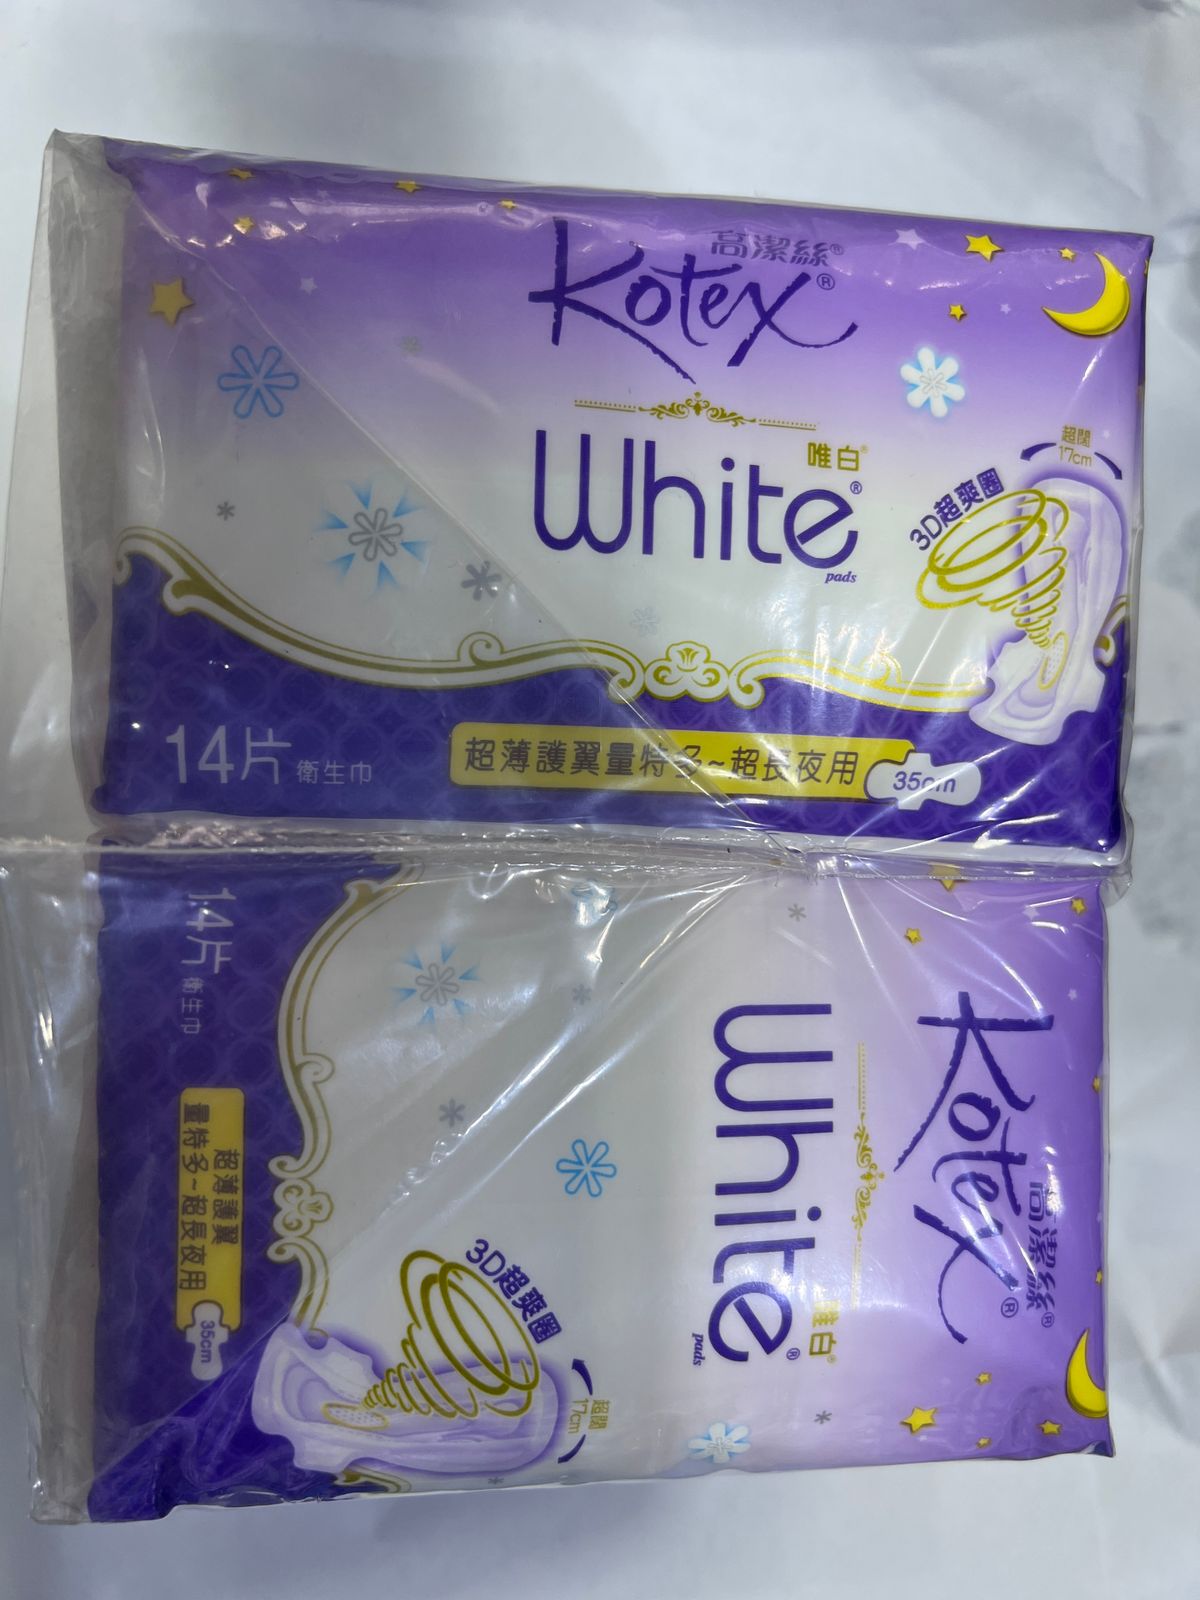 高潔絲®
Kotex®
唯白®
White®
pads
超闊
17cm
3D超爽圈
14片 衛生巾
超薄護翼量特多~超長夜用 35cm
高潔絲®
Kotex®
唯白®
White®
pads
超闊
17cm
3D超爽圈
超薄護翼
量特多~超長夜用 35cm
14片 衛生巾